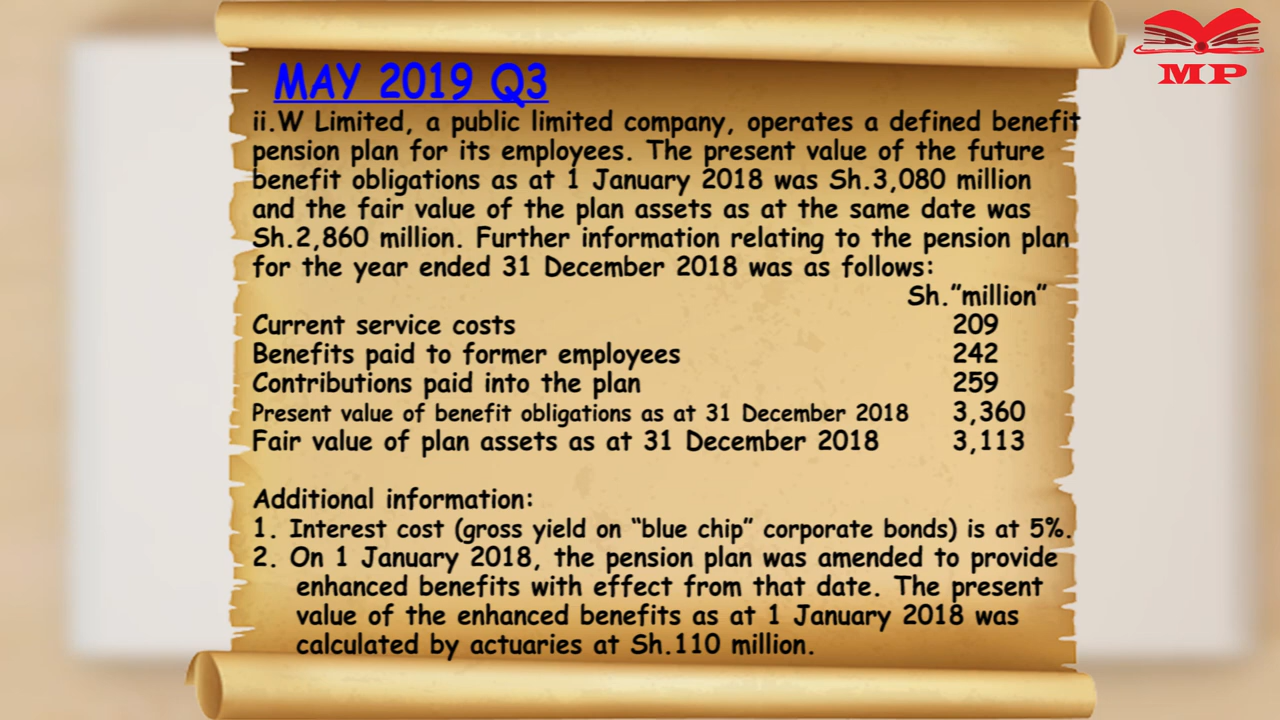 MP
MAY 2019 Q3
ii.W Limited, a public limited company, operates a defined benefit
pension plan for its employees. The present value of the future
benefit obligations as at 1 January 2018 was Sh.3,080 million
and the fair value of the plan assets as at the same date was
Sh.2,860 million. Further information relating to the pension plan
for the year ended 31 December 2018 was as follows:
Sh.”million”
Current service costs 209
Benefits paid to former employees 242
Contributions paid into the plan 259
Present value of benefit obligations as at 31 December 2018 3,360
Fair value of plan assets as at 31 December 2018 3,113
Additional information:
1. Interest cost (gross yield on “blue chip” corporate bonds) is at 5%.
2. On 1 January 2018, the pension plan was amended to provide
enhanced benefits with effect from that date. The present
value of the enhanced benefits as at 1 January 2018 was
calculated by actuaries at Sh.110 million.